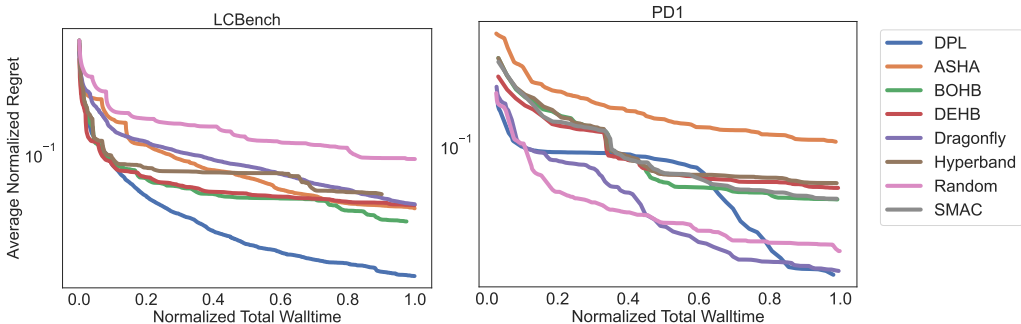 LCBench
Average Normalized Regret
10⁻¹
0.0 0.2 0.4 0.6 0.8 1.0
Normalized Total Walltime
PD1
10⁻¹
0.0 0.2 0.4 0.6 0.8 1.0
Normalized Total Walltime
DPL
ASHA
BOHB
DEHB
Dragonfly
Hyperband
Random
SMAC